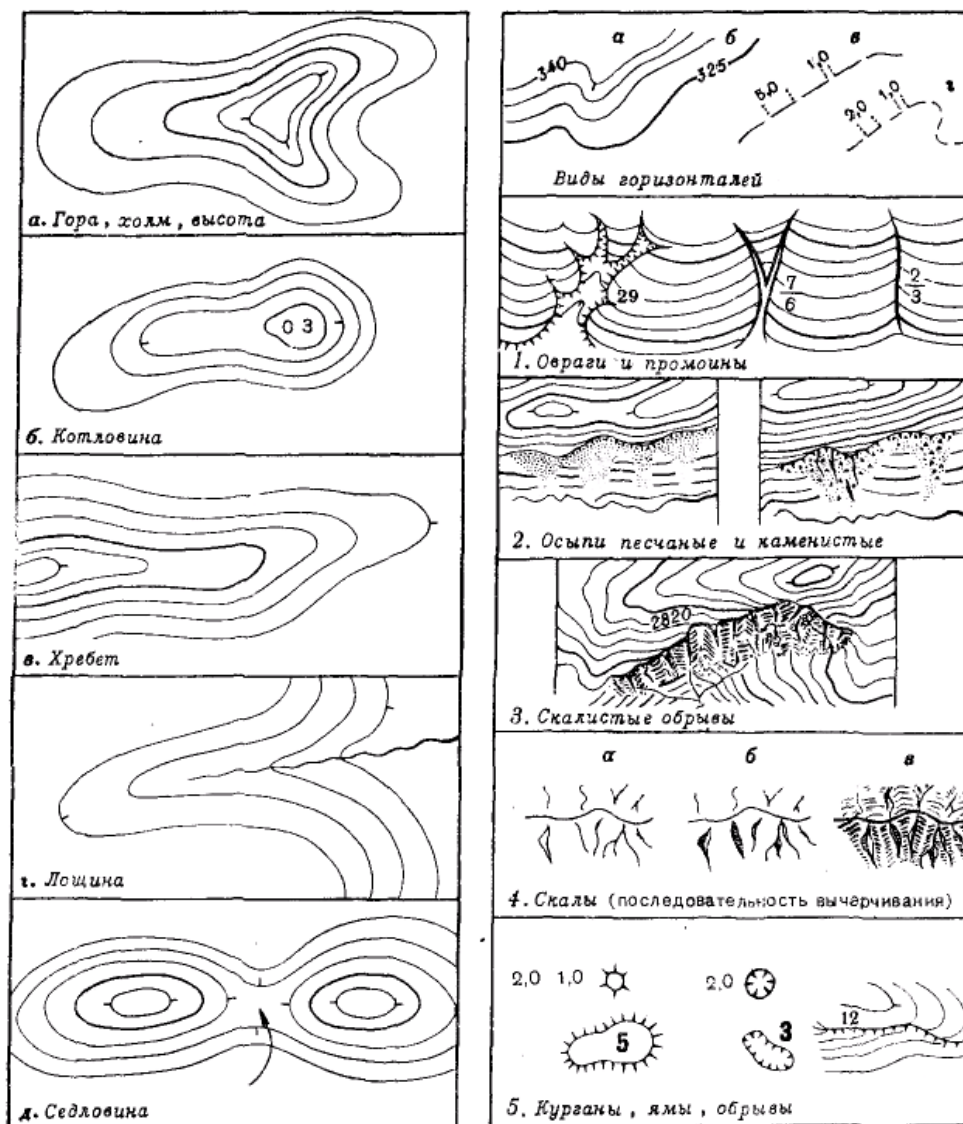 а. Гора, холм, высота
0 3
б. Котловина
в. Хребет
г. Лощина
д. Седловина
а б в г
340 325 5,0 1,0 2,0 1,0
Виды горизонталей
29 7/6 2/3
1. Овраги и промоины
2. Осыпи песчаные и каменистые
2820
3. Скалистые обрывы
а б в
4. Скалы (последовательность вычерчивания)
2,0 1,0 2,0
5 3 12
5. Курганы, ямы, обрывы